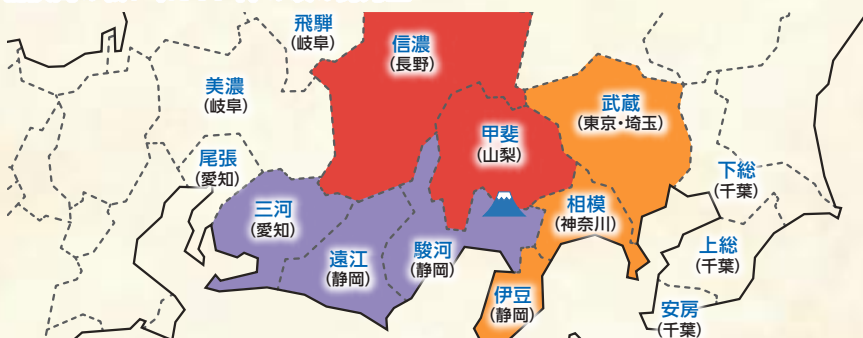 飛騨
(岐阜)
信濃
(長野)
美濃
(岐阜)
武蔵
(東京・埼玉)
甲斐
(山梨)
尾張
(愛知)
下総
(千葉)
三河
(愛知)
相模
(神奈川)
遠江
(静岡)
駿河
(静岡)
上総
(千葉)
伊豆
(静岡)
安房
(千葉)